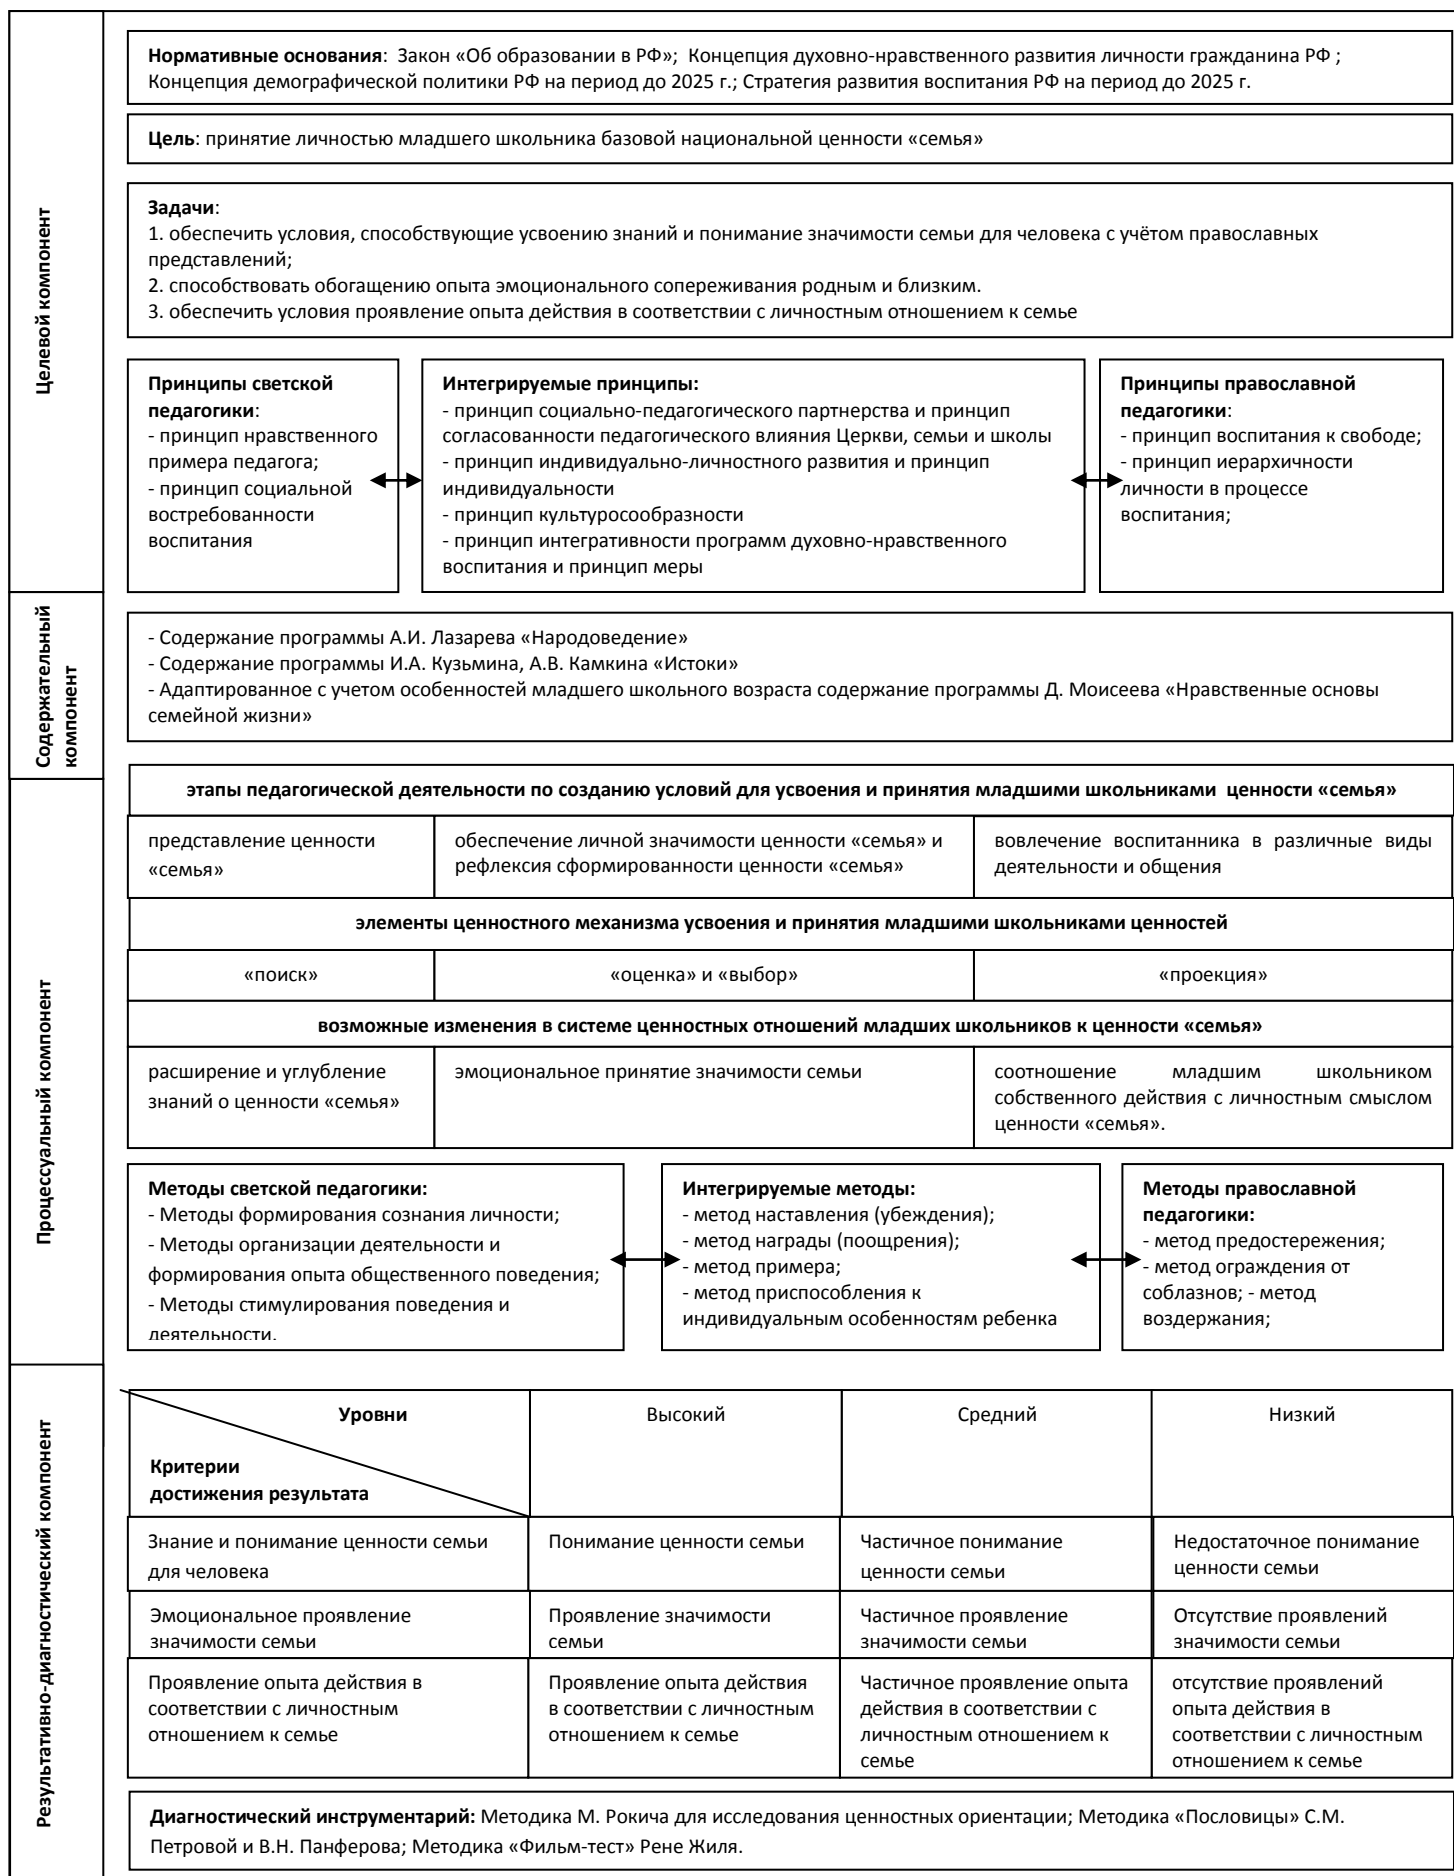 Целевой компонент
Нормативные основания: Закон «Об образовании в РФ»; Концепция духовно-нравственного развития личности гражданина РФ ;
Концепция демографической политики РФ на период до 2025 г.; Стратегия развития воспитания РФ на период до 2025 г.
Цель: принятие личностью младшего школьника базовой национальной ценности «семья»
Задачи:
1. обеспечить условия, способствующие усвоению знаний и понимание значимости семьи для человека с учётом православных
представлений;
2. способствовать обогащению опыта эмоционального сопереживания родным и близким.
3. обеспечить условия проявление опыта действия в соответствии с личностным отношением к семье
Принципы светской
педагогики:
- принцип нравственного
примера педагога;
- принцип социальной
востребованности
воспитания
Интегрируемые принципы:
- принцип социально-педагогического партнерства и принцип
согласованности педагогического влияния Церкви, семьи и школы
- принцип индивидуально-личностного развития и принцип
индивидуальности
- принцип культуросообразности
- принцип интегративности программ духовно-нравственного
воспитания и принцип меры
Принципы православной
педагогики:
- принцип воспитания к свободе;
- принцип иерархичности
личности в процессе
воспитания;
Содержательный
компонент
- Содержание программы А.И. Лазарева «Народоведение»
- Содержание программы И.А. Кузьмина, А.В. Камкина «Истоки»
- Адаптированное с учетом особенностей младшего школьного возраста содержание программы Д. Моисеева «Нравственные основы
семейной жизни»
Процессуальный компонент
этапы педагогической деятельности по созданию условий для усвоения и принятия младшими школьниками ценности «семья»
представление ценности
«семья»
обеспечение личной значимости ценности «семья» и
рефлексия сформированности ценности «семья»
вовлечение воспитанника в различные виды
деятельности и общения
элементы ценностного механизма усвоения и принятия младшими школьниками ценностей
«поиск»
«оценка» и «выбор»
«проекция»
возможные изменения в системе ценностных отношений младших школьников к ценности «семья»
расширение и углубление
знаний о ценности «семья»
эмоциональное принятие значимости семьи
соотношение младшим школьником
собственного действия с личностным смыслом
ценности «семья».
Методы светской педагогики:
- Методы формирования сознания личности;
- Методы организации деятельности и
формирования опыта общественного поведения;
- Методы стимулирования поведения и
деятельности.
Интегрируемые методы:
- метод наставления (убеждения);
- метод награды (поощрения);
- метод примера;
- метод приспособления к
индивидуальным особенностям ребенка
Методы православной
педагогики:
- метод предостережения;
- метод ограждения от
соблазнов; - метод
воздержания;
Результативно-диагностический компонент
Уровни
Критерии
достижения результата
Высокий
Средний
Низкий
Знание и понимание ценности семьи
для человека
Понимание ценности семьи
Частичное понимание
ценности семьи
Недостаточное понимание
ценности семьи
Эмоциональное проявление
значимости семьи
Проявление значимости
семьи
Частичное проявление
значимости семьи
Отсутствие проявлений
значимости семьи
Проявление опыта действия в
соответствии с личностным
отношением к семье
Проявление опыта действия
в соответствии с личностным
отношением к семье
Частичное проявление опыта
действия в соответствии с
личностным отношением к
семье
отсутствие проявлений
опыта действия в
соответствии с личностным
отношением к семье
Диагностический инструментарий: Методика М. Рокича для исследования ценностных ориентации; Методика «Пословицы» С.М.
Петровой и В.Н. Панферова; Методика «Фильм-тест» Рене Жиля.